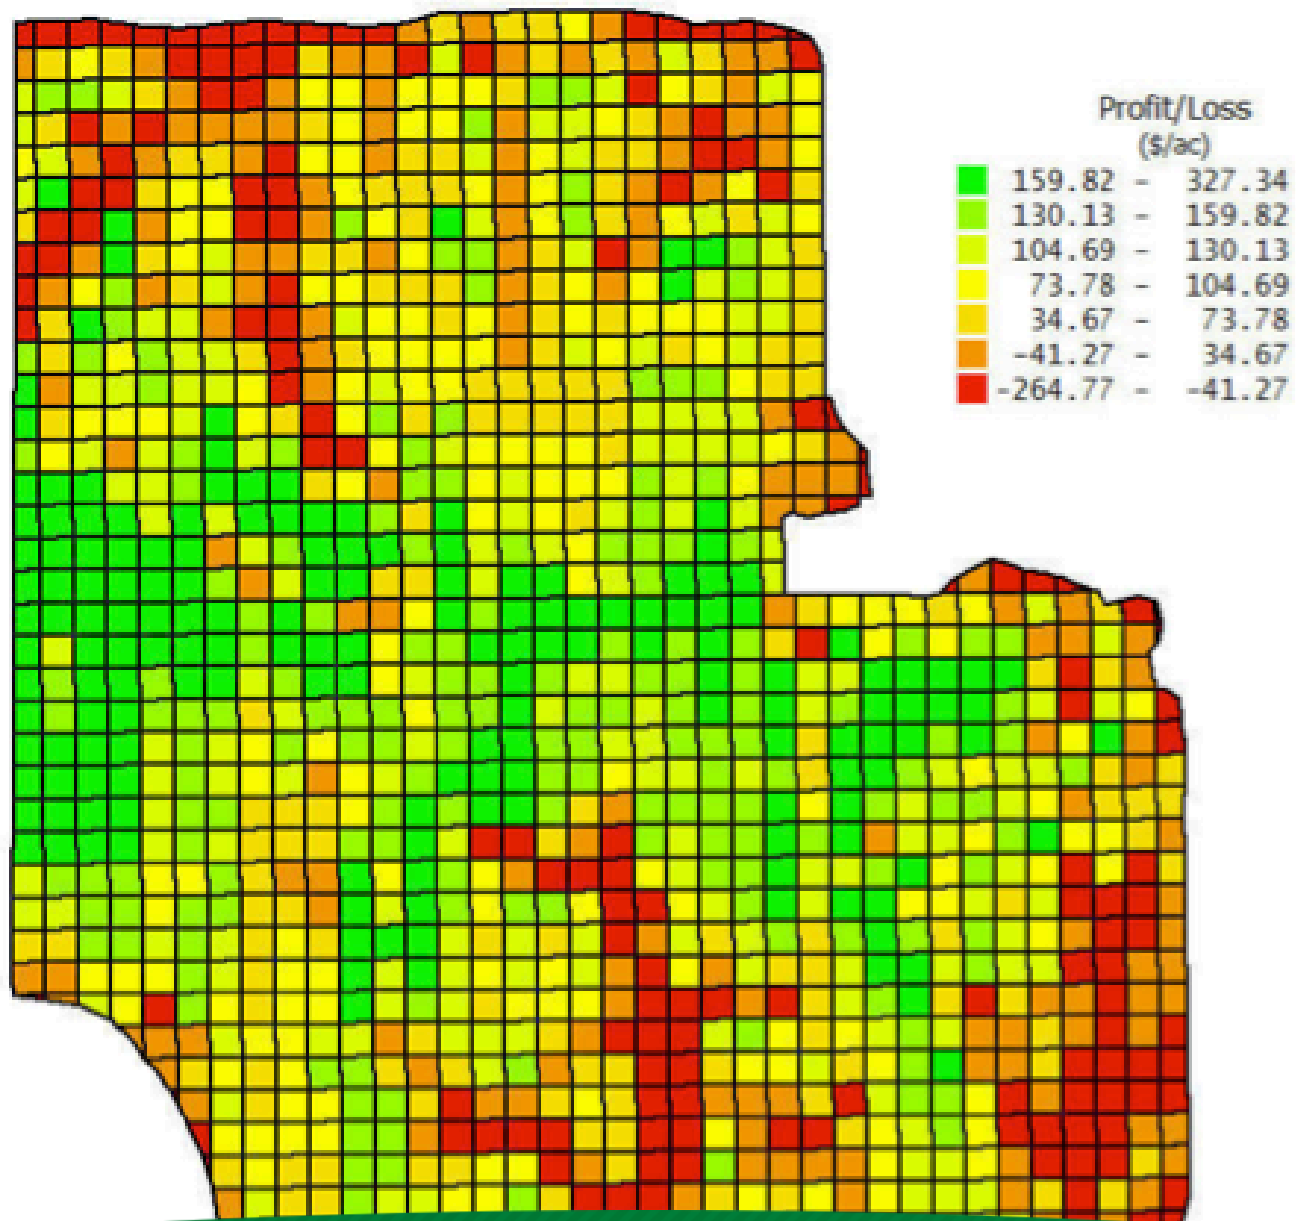 Profit/Loss
($/ac)
159.82 - 327.34
130.13 - 159.82
104.69 - 130.13
73.78 - 104.69
34.67 - 73.78
-41.27 - 34.67
-264.77 - -41.27